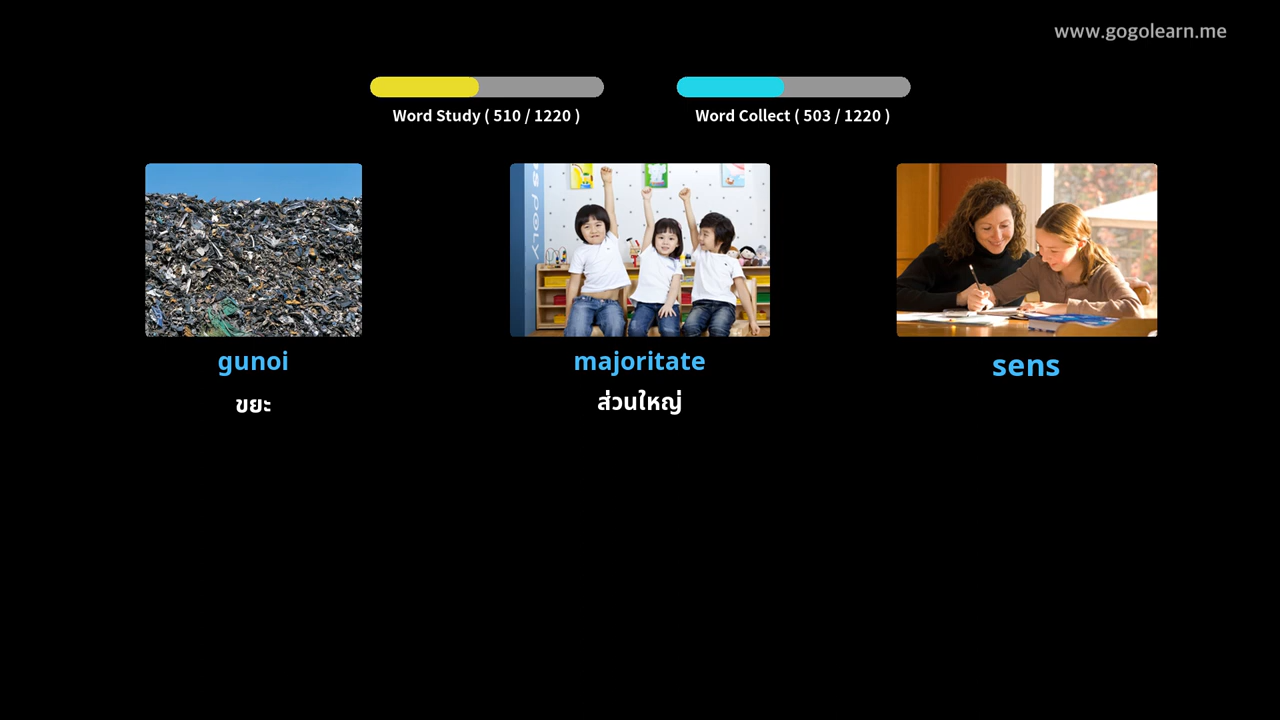 www.gogolearn.me
Word Study ( 510 / 1220 )
Word Collect ( 503 / 1220 )
gunoi
majoritate
sens
ขยะ
ส่วนใหญ่